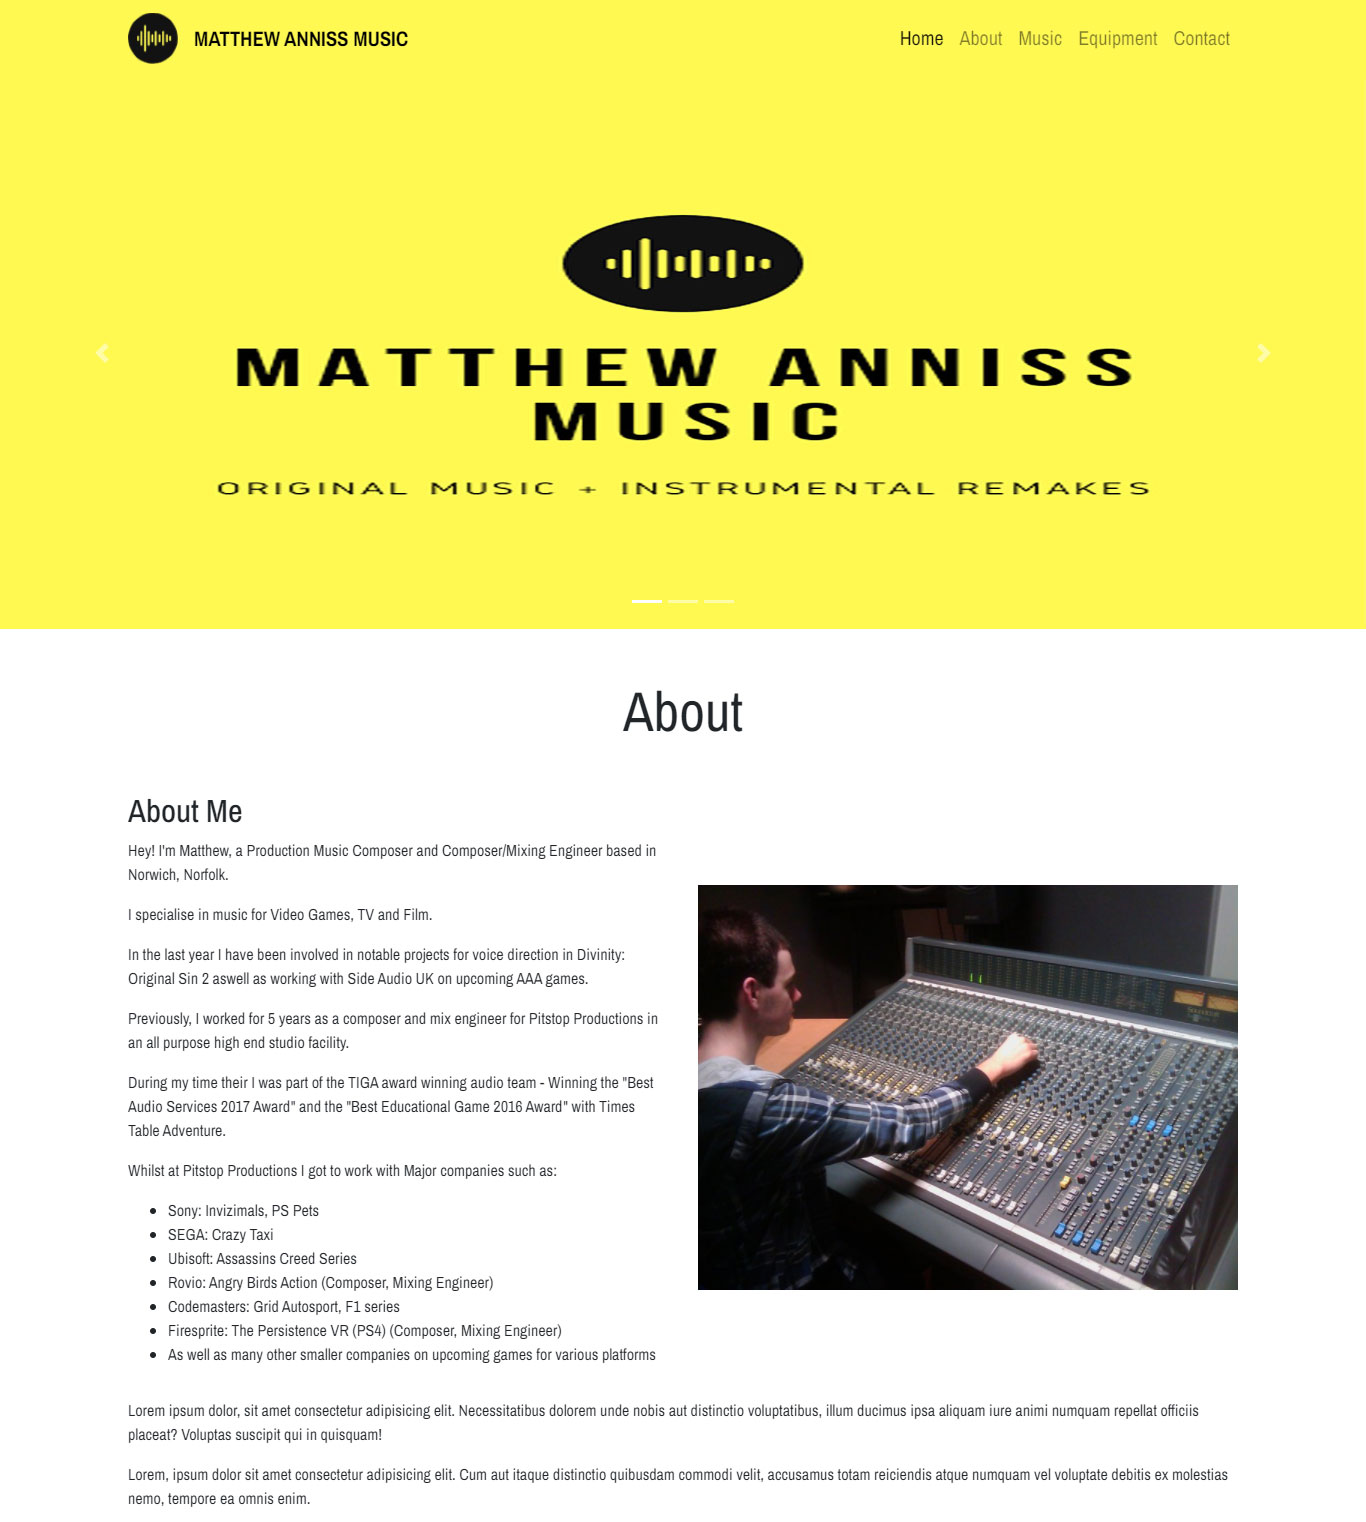 MATTHEW ANNISS MUSIC
Home About Music Equipment Contact
MATTHEW ANNISS
MUSIC
ORIGINAL MUSIC + INSTRUMENTAL REMAKES
About
About Me
Hey! I'm Matthew, a Production Music Composer and Composer/Mixing Engineer based in
Norwich, Norfolk.
I specialise in music for Video Games, TV and Film.
In the last year I have been involved in notable projects for voice direction in Divinity:
Original Sin 2 aswell as working with Side Audio UK on upcoming AAA games.
Previously, I worked for 5 years as a composer and mix engineer for Pitstop Productions in
an all purpose high end studio facility.
During my time their I was part of the TIGA award winning audio team - Winning the "Best
Audio Services 2017 Award" and the "Best Educational Game 2016 Award" with Times
Table Adventure.
Whilst at Pitstop Productions I got to work with Major companies such as:
Sony: Invizimals, PS Pets
SEGA: Crazy Taxi
Ubisoft: Assassins Creed Series
Rovio: Angry Birds Action (Composer, Mixing Engineer)
Codemasters: Grid Autosport, F1 series
Firesprite: The Persistence VR (PS4) (Composer, Mixing Engineer)
As well as many other smaller companies on upcoming games for various platforms
Lorem ipsum dolor, sit amet consectetur adipisicing elit. Necessitatibus dolorem unde nobis aut distinctio voluptatibus, illum ducimus ipsa aliquam iure animi numquam repellat officiis
placeat? Voluptas suscipit qui in quisquam!
Lorem, ipsum dolor sit amet consectetur adipisicing elit. Cum aut itaque distinctio quibusdam commodi velit, accusamus totam reiciendis atque numquam vel voluptate debitis ex molestias
nemo, tempore ea omnis enim.